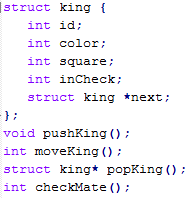 struct king {
    int id;
    int color;
    int square;
    int inCheck;
    struct king *next;
};
void pushKing();
int moveKing();
struct king* popKing();
int checkMate();